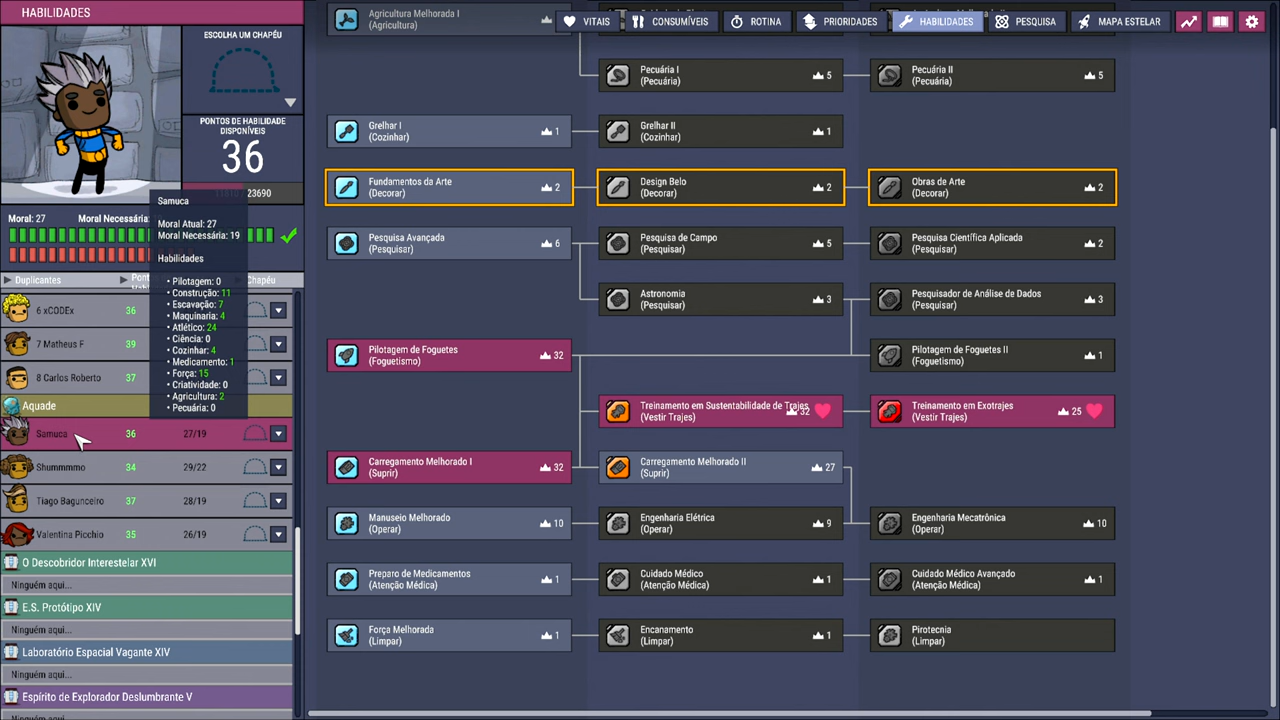 HABILIDADES
ESCOLHA UM CHAPÉU
PONTOS DE HABILIDADE
DISPONÍVEIS
36
/23690
Moral: 27
Moral Necessária:
Samuca
Moral Atual: 27
Moral Necessária: 19
Habilidades
• Pilotagem: 0
• Construção: 11
• Escavação: 7
• Maquinaria: 4
• Atlético: 24
• Ciência: 0
• Cozinhar: 4
• Medicamento: 1
• Força: 15
• Criatividade: 0
• Agricultura: 2
• Pecuária: 0
Duplicantes
Chapéu
6 xCODEx 36
7 Matheus F 39
8 Carlos Roberto 37
Aquade
Samuca 36 27/19
Shummmmo 34 29/22
Tiago Bagunceiro 37 28/19
Valentina Picchio 35 26/19
O Descobridor Interestelar XVI
Ninguém aqui...
E.S. Protótipo XIV
Ninguém aqui...
Laboratório Espacial Vagante XIV
Ninguém aqui...
Espírito de Explorador Deslumbrante V
Ninguém aqui...
VITAIS
CONSUMÍVEIS
ROTINA
PRIORIDADES
HABILIDADES
PESQUISA
MAPA ESTELAR
Agricultura Melhorada I
(Agricultura)
Pecuária I
(Pecuária)
5
Pecuária II
(Pecuária)
5
Grelhar I
(Cozinhar)
1
Grelhar II
(Cozinhar)
1
Fundamentos da Arte
(Decorar)
2
Design Belo
(Decorar)
2
Obras de Arte
(Decorar)
2
Pesquisa Avançada
(Pesquisar)
6
Pesquisa de Campo
(Pesquisar)
5
Pesquisa Científica Aplicada
(Pesquisar)
2
Astronomia
(Pesquisar)
3
Pesquisador de Análise de Dados
(Pesquisar)
3
Pilotagem de Foguetes
(Foguetismo)
32
Pilotagem de Foguetes II
(Foguetismo)
1
Treinamento em Sustentabilidade de Trajes
(Vestir Trajes)
32
Treinamento em Exotrajes
(Vestir Trajes)
25
Carregamento Melhorado I
(Suprir)
32
Carregamento Melhorado II
(Suprir)
27
Manuseio Melhorado
(Operar)
10
Engenharia Elétrica
(Operar)
9
Engenharia Mecatrônica
(Operar)
10
Preparo de Medicamentos
(Atenção Médica)
1
Cuidado Médico
(Atenção Médica)
1
Cuidado Médico Avançado
(Atenção Médica)
1
Força Melhorada
(Limpar)
1
Encanamento
(Limpar)
1
Pirotecnia
(Limpar)